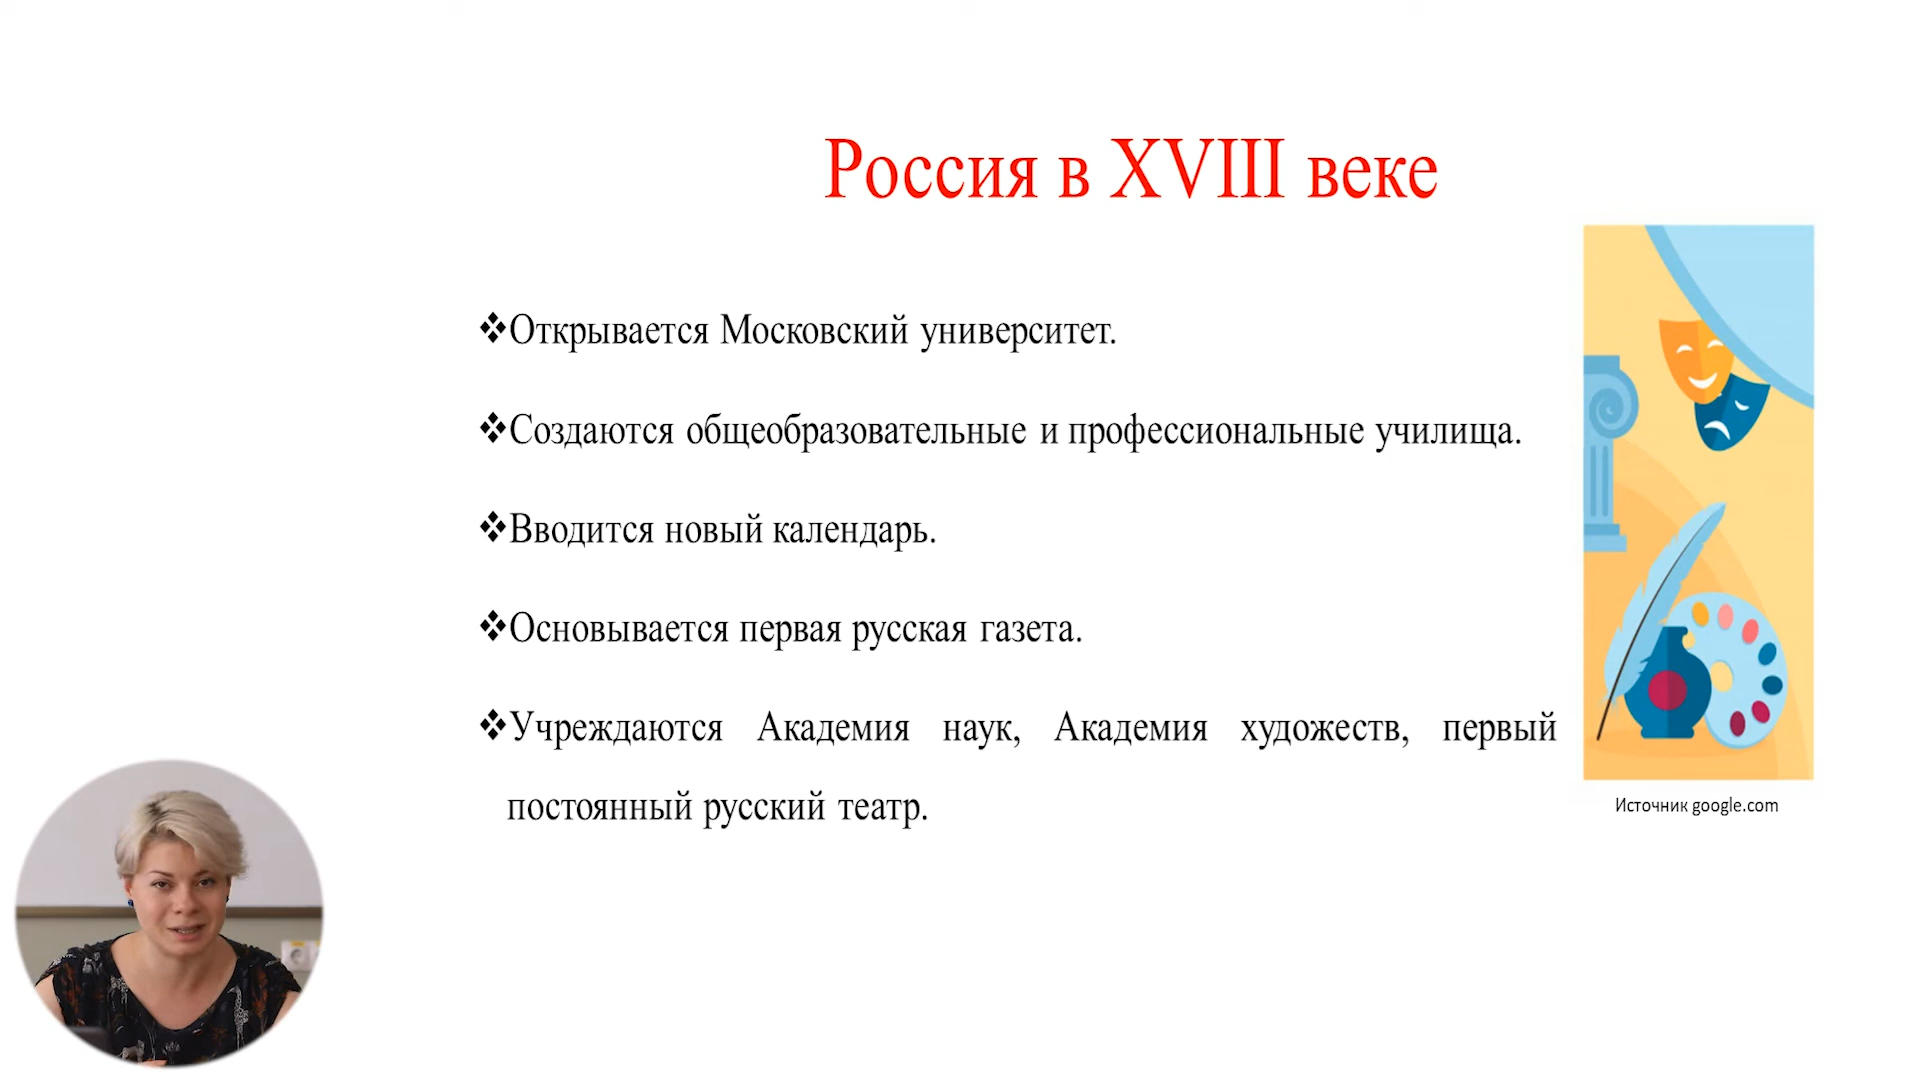 Россия в XVIII веке
❖Открывается Московский университет.
❖Создаются общеобразовательные и профессиональные училища.
❖Вводится новый календарь.
❖Основывается первая русская газета.
❖Учреждаются Академия наук, Академия художеств, первый
постоянный русский театр.
Источник google.com